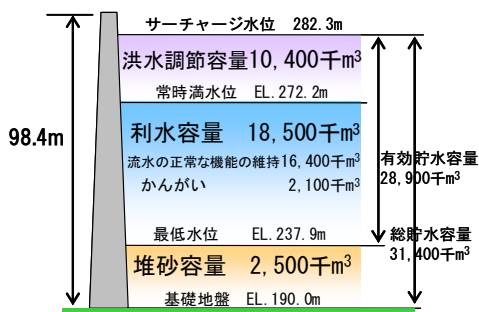 サーチャージ水位 282.3m
洪水調節容量10,400千m³
常時満水位 EL.272.2m
98.4m
利水容量 18,500千m³
流水の正常な機能の維持16,400千m³
かんがい 2,100千m³
有効貯水容量
28,900千m³
最低水位 EL.237.9m
総貯水容量
31,400千m³
堆砂容量 2,500千m³
基礎地盤 EL.190.0m